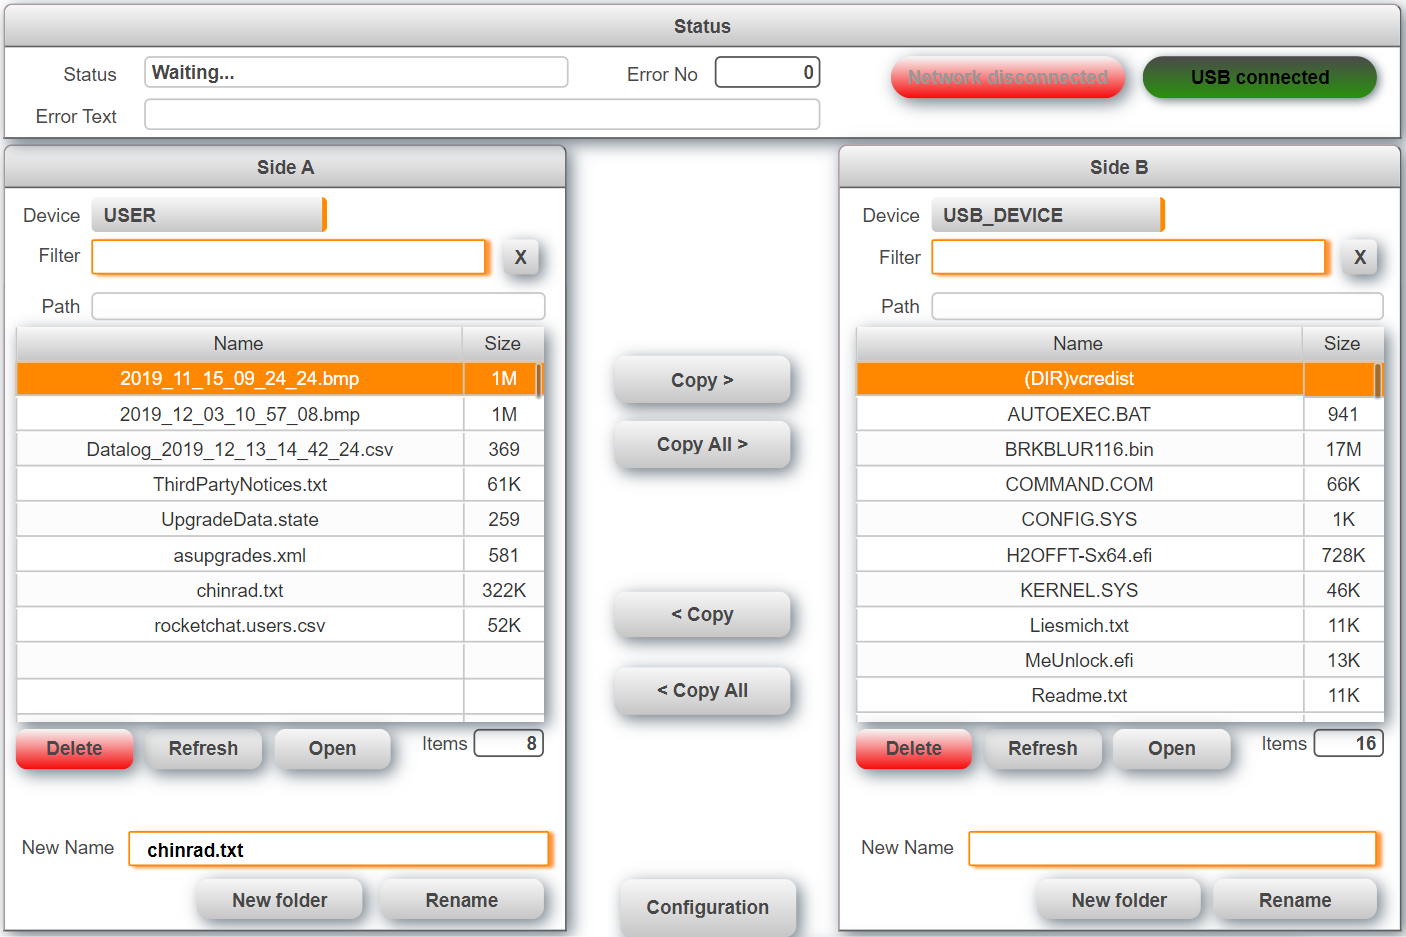 Status
Status Waiting... Error No 0 Network disconnected USB connected
Error Text
Side A
Device USER
Filter X
Path
Name Size
2019_11_15_09_24_24.bmp 1M
2019_12_03_10_57_08.bmp 1M
Datalog_2019_12_13_14_42_24.csv 369
ThirdPartyNotices.txt 61K
UpgradeData.state 259
asupgrades.xml 581
chinrad.txt 322K
rocketchat.users.csv 52K
Delete Refresh Open Items 8
New Name chinrad.txt
New folder Rename
Copy >
Copy All >
< Copy
< Copy All
Configuration
Side B
Device USB_DEVICE
Filter X
Path
Name Size
(DIR)vcredist
AUTOEXEC.BAT 941
BRKBLUR116.bin 17M
COMMAND.COM 66K
CONFIG.SYS 1K
H2OFFT-Sx64.efi 728K
KERNEL.SYS 46K
Liesmich.txt 11K
MeUnlock.efi 13K
Readme.txt 11K
Delete Refresh Open Items 16
New Name
New folder Rename